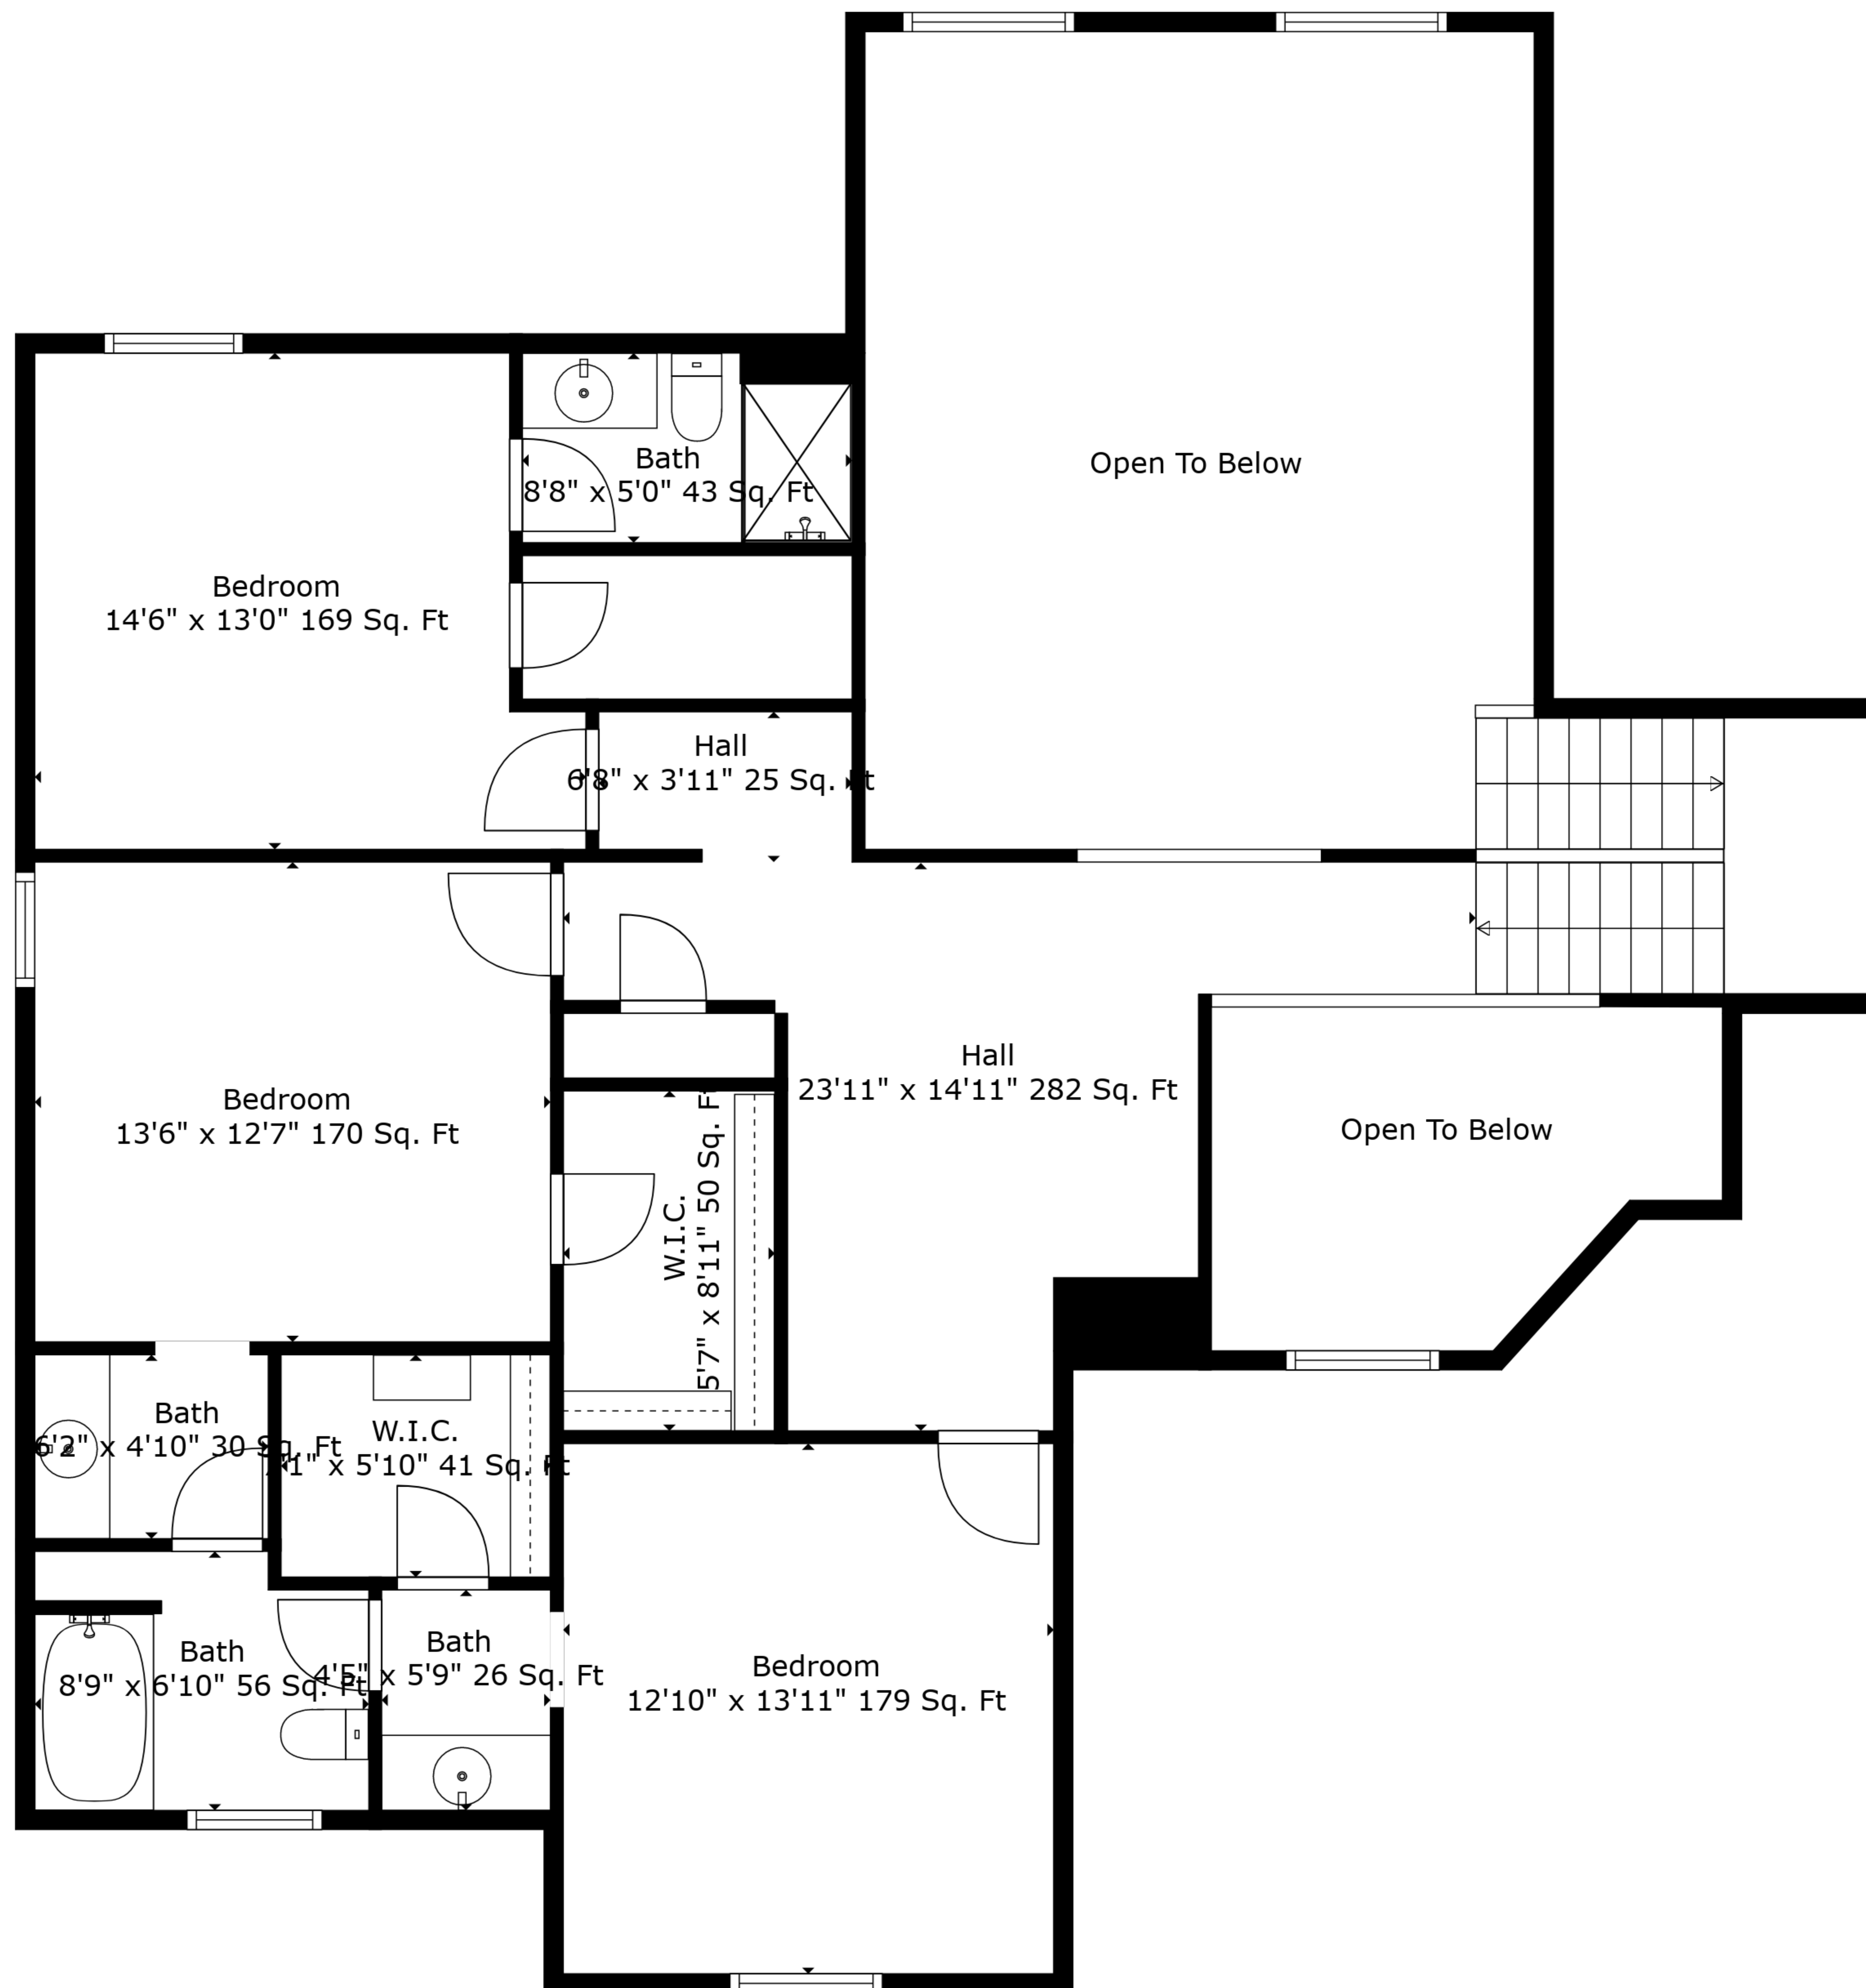 Open To Below
Bath
8'8" x 5'0" 43 Sq. Ft
Bedroom
14'6" x 13'0" 169 Sq. Ft
Hall
6'8" x 3'11" 25 Sq. Ft
Hall
23'11" x 14'11" 282 Sq. Ft
Bedroom
13'6" x 12'7" 170 Sq. Ft
Open To Below
W.I.C.
5'7" x 8'11" 50 Sq. Ft
Bath
6'2" x 4'10" 30 Sq. Ft
W.I.C.
1" x 5'10" 41 Sq. Ft
Bath
8'9" x 6'10" 56 Sq. Ft
Bath
4'5" x 5'9" 26 Sq. Ft
Bedroom
12'10" x 13'11" 179 Sq. Ft